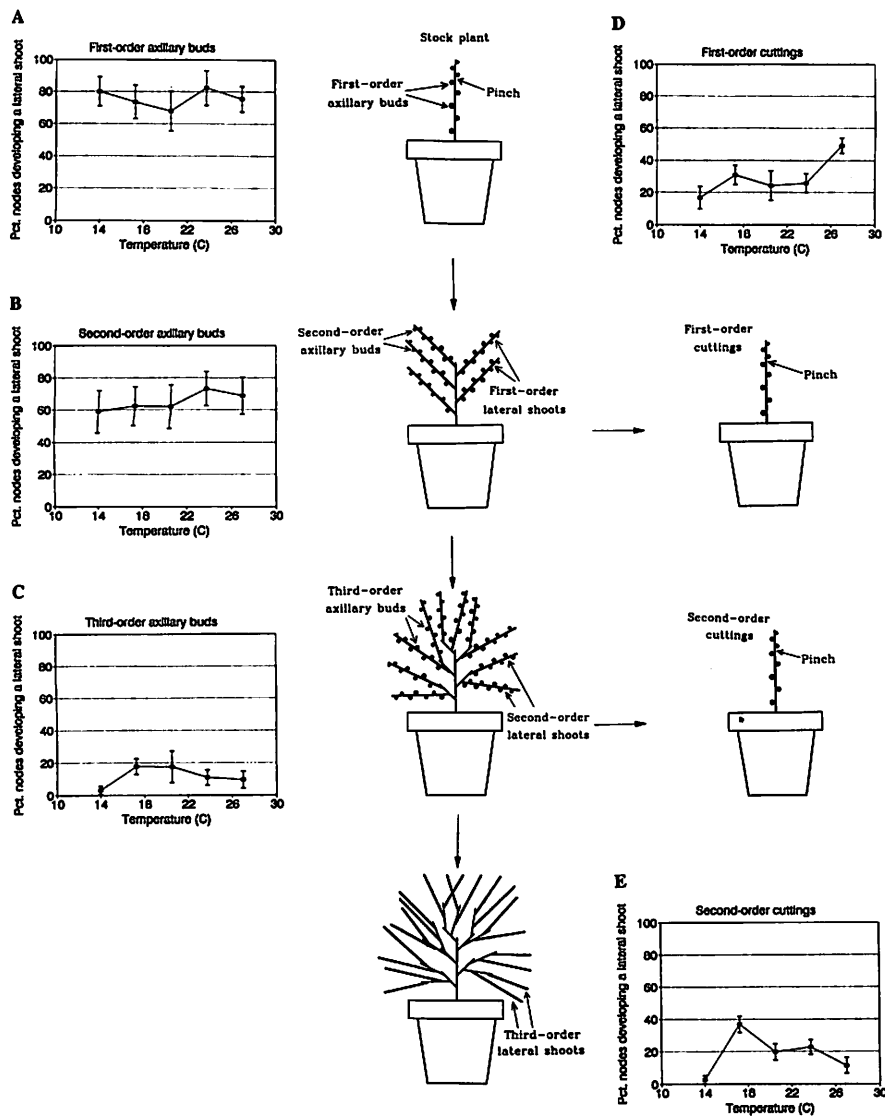 A
First-order axillary buds
Pct. nodes developing a lateral shoot
100
80
60
40
20
0
10 14 18 22 26 30
Temperature (C)
Stock plant
First-order
axillary buds
Pinch
D
First-order cuttings
Pct. nodes developing a lateral shoot
100
80
60
40
20
0
10 14 18 22 26 30
Temperature (C)
B
Second-order axillary buds
Pct. nodes developing a lateral shoot
100
80
60
40
20
0
10 14 18 22 26 30
Temperature (C)
Second-order
axillary buds
First-order
lateral shoots
First-order
cuttings
Pinch
C
Third-order axillary buds
Pct. nodes developing a lateral shoot
100
80
60
40
20
0
10 14 18 22 26 30
Temperature (C)
Third-order
axillary buds
Second-order
lateral shoots
Second-order
cuttings
Pinch
Third-order
lateral shoots
E
Second-order cuttings
Pct. nodes developing a lateral shoot
100
80
60
40
20
0
10 14 18 22 26 30
Temperature (C)